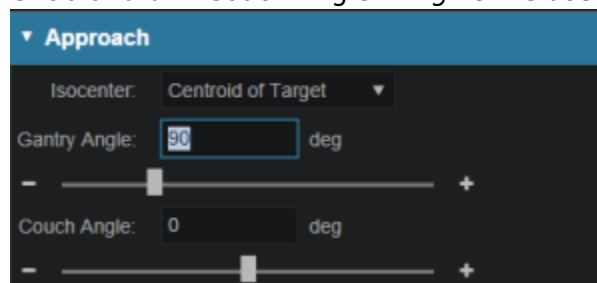 ▼ Approach
Isocenter: Centroid of Target ▼
Gantry Angle: 90 deg
- +
Couch Angle: 0 deg
- +